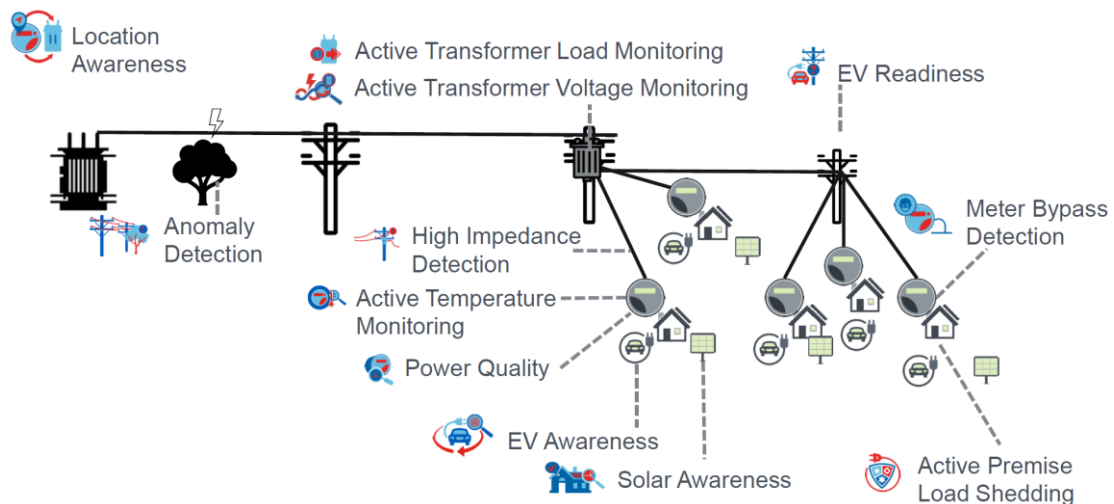 Location
Awareness
Active Transformer Load Monitoring
Active Transformer Voltage Monitoring
EV Readiness
Anomaly
Detection
High Impedance
Detection
Meter Bypass
Detection
Active Temperature
Monitoring
Power Quality
EV Awareness
Solar Awareness
Active Premise
Load Shedding